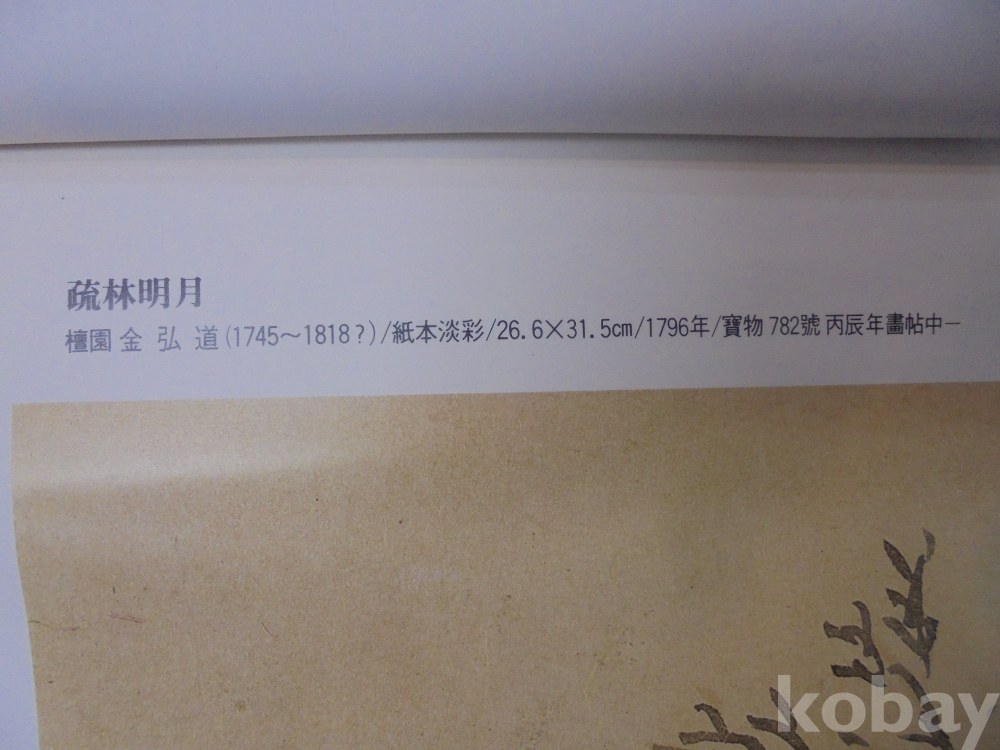 疏林明月
檀園 金 弘 道(1745～1818?)/紙本淡彩/26.6×31.5cm/1796年/寶物 782號 丙辰年畫帖中一
kobay